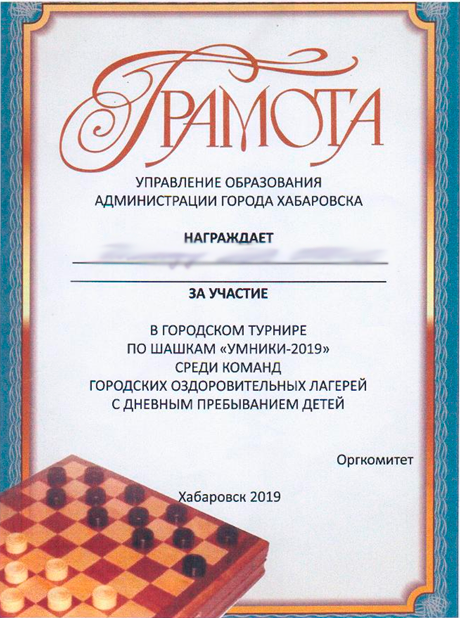 ГРАМОТА
УПРАВЛЕНИЕ ОБРАЗОВАНИЯ
АДМИНИСТРАЦИИ ГОРОДА ХАБАРОВСКА
НАГРАЖДАЕТ
ЗА УЧАСТИЕ
В ГОРОДСКОМ ТУРНИРЕ
ПО ШАШКАМ «УМНИКИ-2019»
СРЕДИ КОМАНД
ГОРОДСКИХ ОЗДОРОВИТЕЛЬНЫХ ЛАГЕРЕЙ
С ДНЕВНЫМ ПРЕБЫВАНИЕМ ДЕТЕЙ
Оргкомитет
Хабаровск 2019